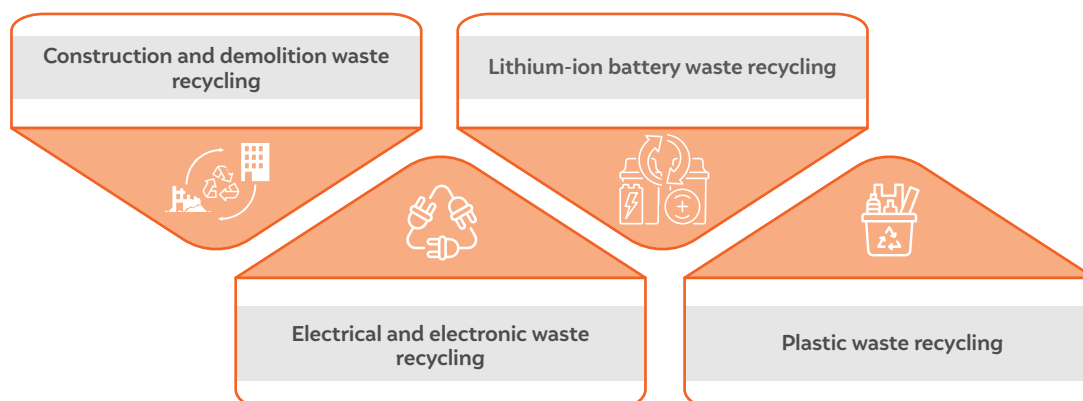 Construction and demolition waste
recycling
Lithium-ion battery waste recycling
Electrical and electronic waste
recycling
Plastic waste recycling